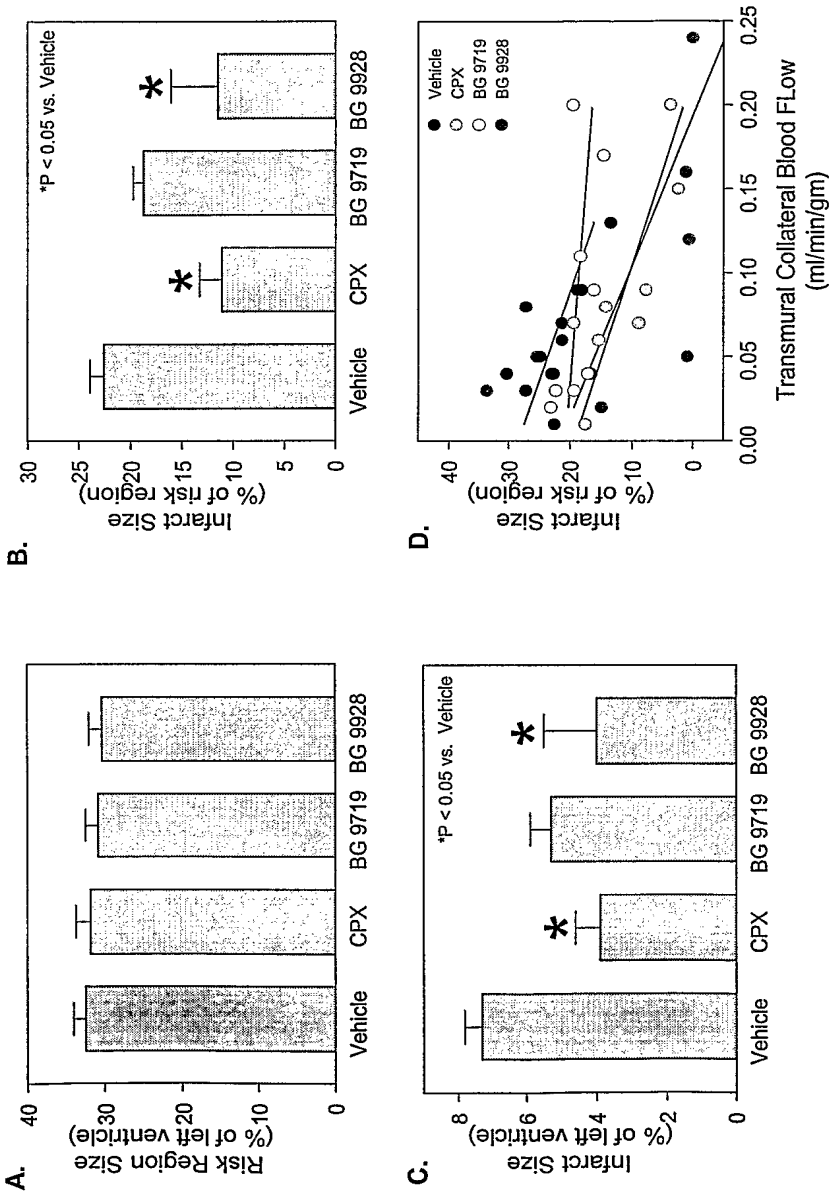 A.
Risk Region Size
(% of left ventricle)
40
30
20
10
0
Vehicle
CPX
BG 9719
BG 9928
B.
Infarct Size
(% of risk region)
30
25
20
15
10
5
0
*P < 0.05 vs. Vehicle
*
*
Vehicle
CPX
BG 9719
BG 9928
C.
Infarct Size
(% of left ventricle)
8
6
4
2
0
*P < 0.05 vs. Vehicle
*
*
Vehicle
CPX
BG 9719
BG 9928
D.
Infarct Size
(% of risk region)
40
30
20
10
0
Vehicle
CPX
BG 9719
BG 9928
0.00
0.05
0.10
0.15
0.20
0.25
Transmural Collateral Blood FLow
(ml/min/gm)